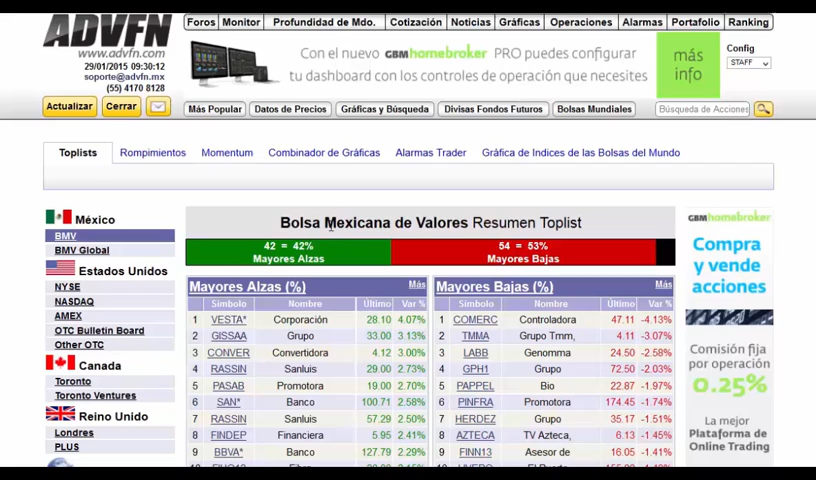 ADVFN
www.advfn.com
29/01/2015 09:30:12
soporte@advfn.mx
(55) 4170 8128
Actualizar Cerrar
Foros Monitor Profundidad de Mdo. Cotización Noticias Gráficas Operaciones Alarmas Portafolio Ranking
Con el nuevo GBMhomebroker PRO puedes configurar
tu dashboard con los controles de operación que necesites
más
info
Config
STAFF
Más Popular Datos de Precios Gráficas y Búsqueda Divisas Fondos Futuros Bolsas Mundiales Búsqueda de Acciones
Toplists Rompimientos Momentum Combinador de Gráficas Alarmas Trader Gráfica de Indices de las Bolsas del Mundo
México
BMV
BMV Global
Estados Unidos
NYSE
NASDAQ
AMEX
OTC Bulletin Board
Other OTC
Canada
Toronto
Toronto Ventures
Reino Unido
Londres
PLUS
Bolsa Mexicana de Valores Resumen Toplist
42 = 42% 54 = 53%
Mayores Alzas Mayores Bajas
Mayores Alzas (%) Más
Símbolo Nombre Último Var %
1 VESTA* Corporación 28.10 4.07%
2 GISSAA Grupo 33.00 3.13%
3 CONVER Convertidora 4.12 3.00%
4 RASSIN Sanluis 29.00 2.73%
5 PASAB Promotora 19.00 2.70%
6 SAN* Banco 100.71 2.58%
7 RASSIN Sanluis 57.29 2.50%
8 FINDEP Financiera 5.95 2.41%
9 BBVA* Banco 127.79 2.29%
Mayores Bajas (%) Más
Símbolo Nombre Último Var %
1 COMERC Controladora 47.11 -4.13%
2 TMMA Grupo Tmm, 4.11 -3.07%
3 LABB Genomma 24.50 -2.58%
4 GPH1 Grupo 72.50 -2.03%
5 PAPPEL Bio 22.87 -1.97%
6 PINFRA Promotora 174.45 -1.74%
7 HERDEZ Grupo 35.17 -1.51%
8 AZTECA TV Azteca, 6.13 -1.45%
9 FINN13 Asesor de 16.05 -1.41%
GBMhomebroker
Compra
y vende
acciones
Comisión fija
por operación
0.25%
La mejor
Plataforma de
Online Trading